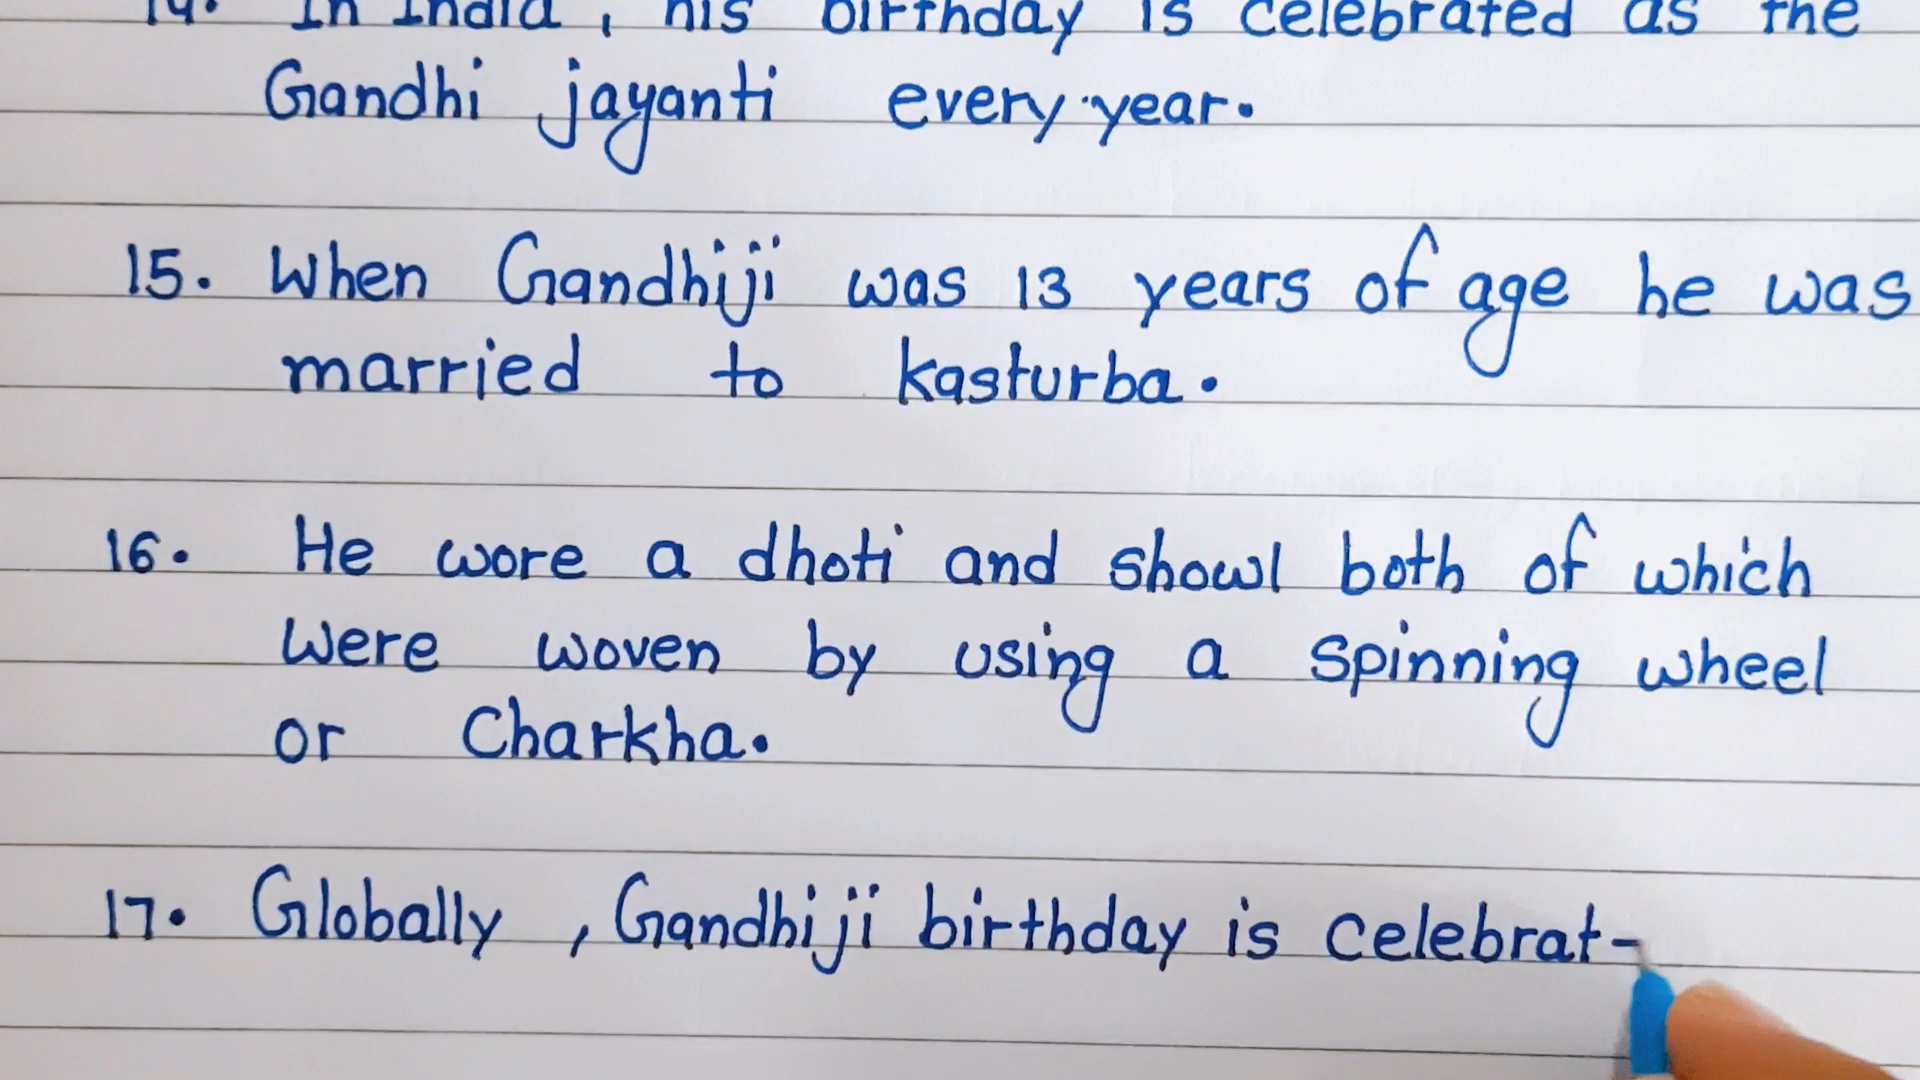 14. In India, his birthday is celebrated as the
Gandhi jayanti every year.
15. When Gandhiji was 13 years of age he was
married to kasturba.
16. He wore a dhoti and showl both of which
were woven by using a spinning wheel
or Charkha.
17. Globally, Gandhiji birthday is celebrat-